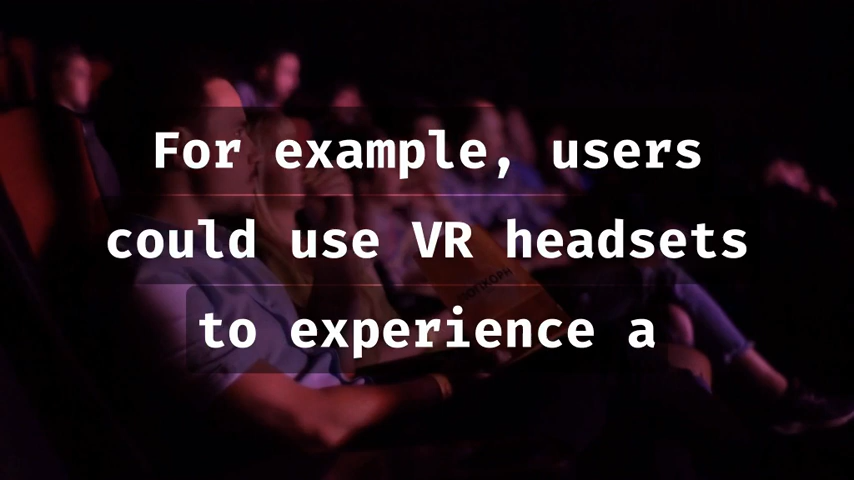 For example, users
could use VR headsets
to experience a